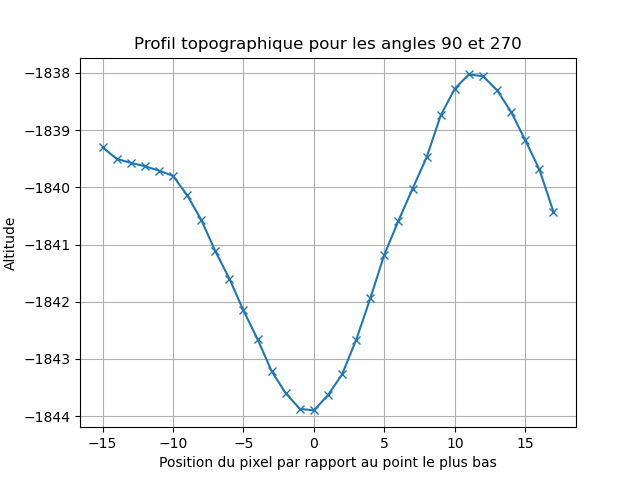 Profil topographique pour les angles 90 et 270
−1838
−1839
−1840
−1841
−1842
−1843
−1844
Altitude
−15 −10 −5 0 5 10 15
Position du pixel par rapport au point le plus bas